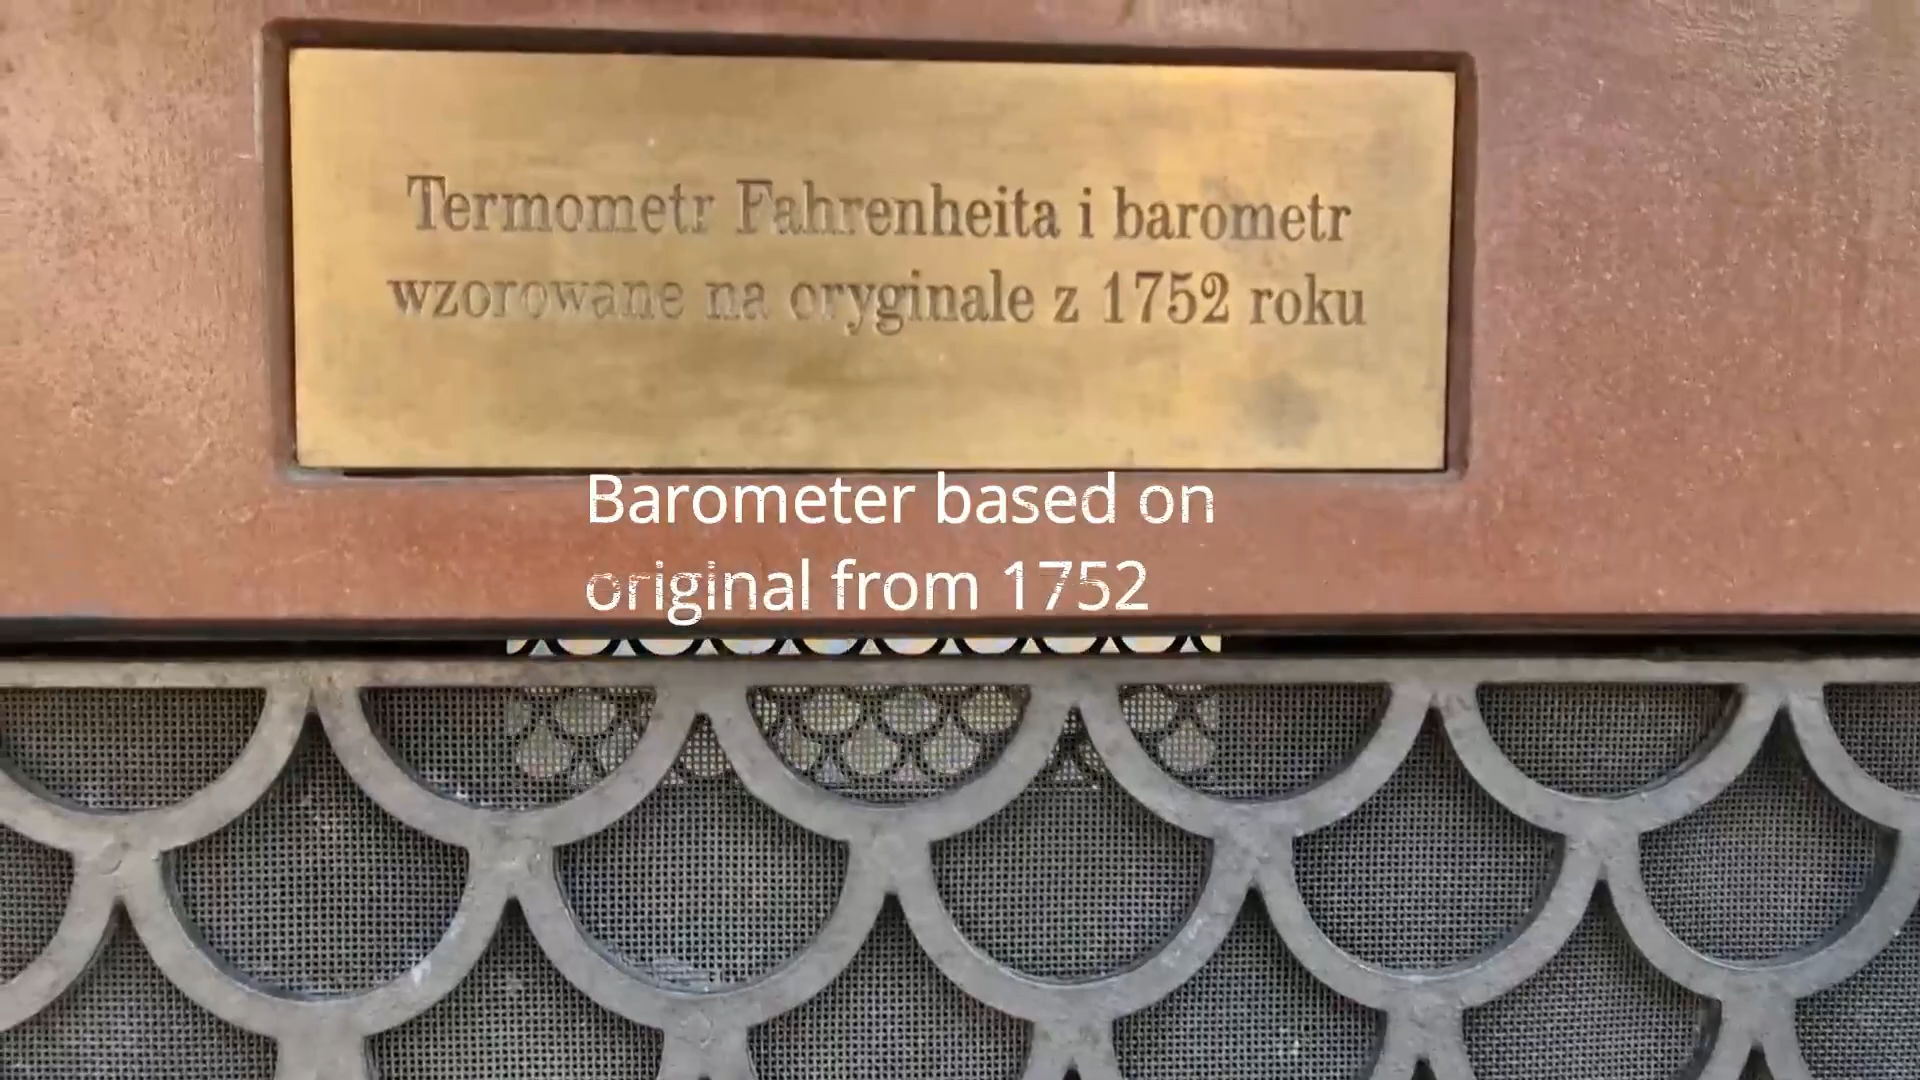 Termometr Fahrenheita i barometr
wzorowane na oryginale z 1752 roku
Barometer based on
original from 1752